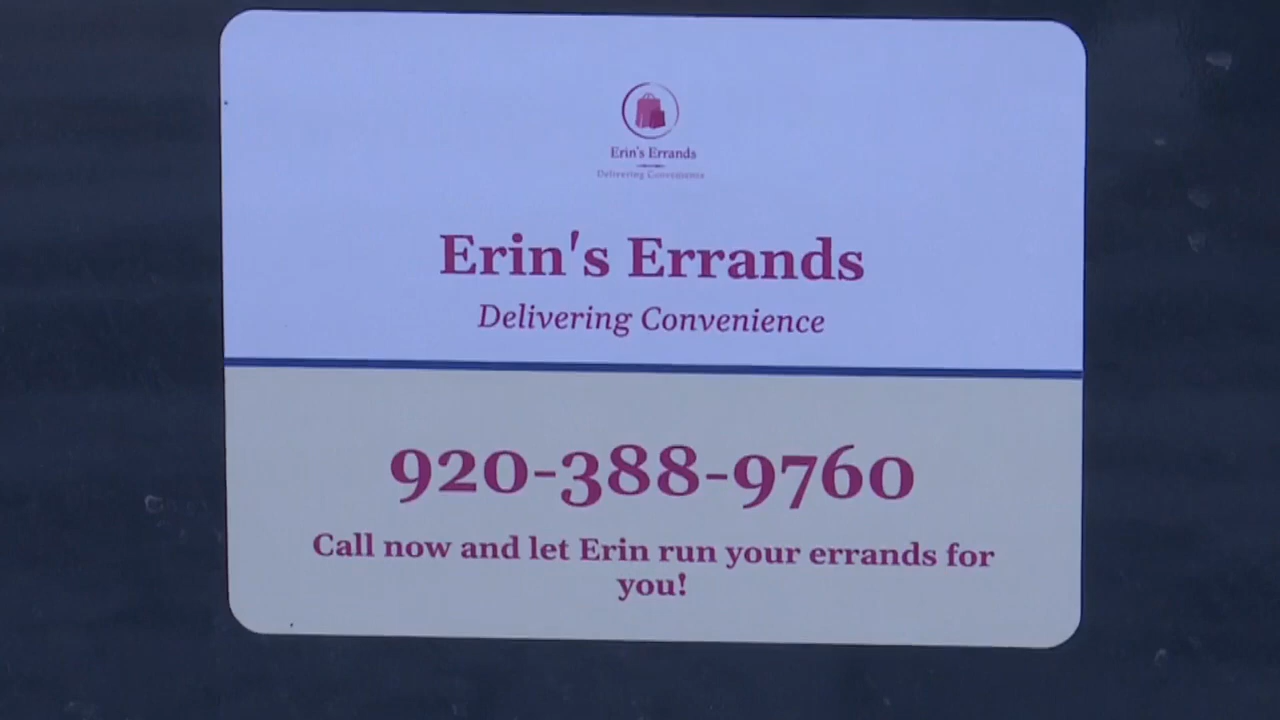 Erin's Errands
Delivering Convenience
Erin's Errands
Delivering Convenience
920-388-9760
Call now and let Erin run your errands for
you!